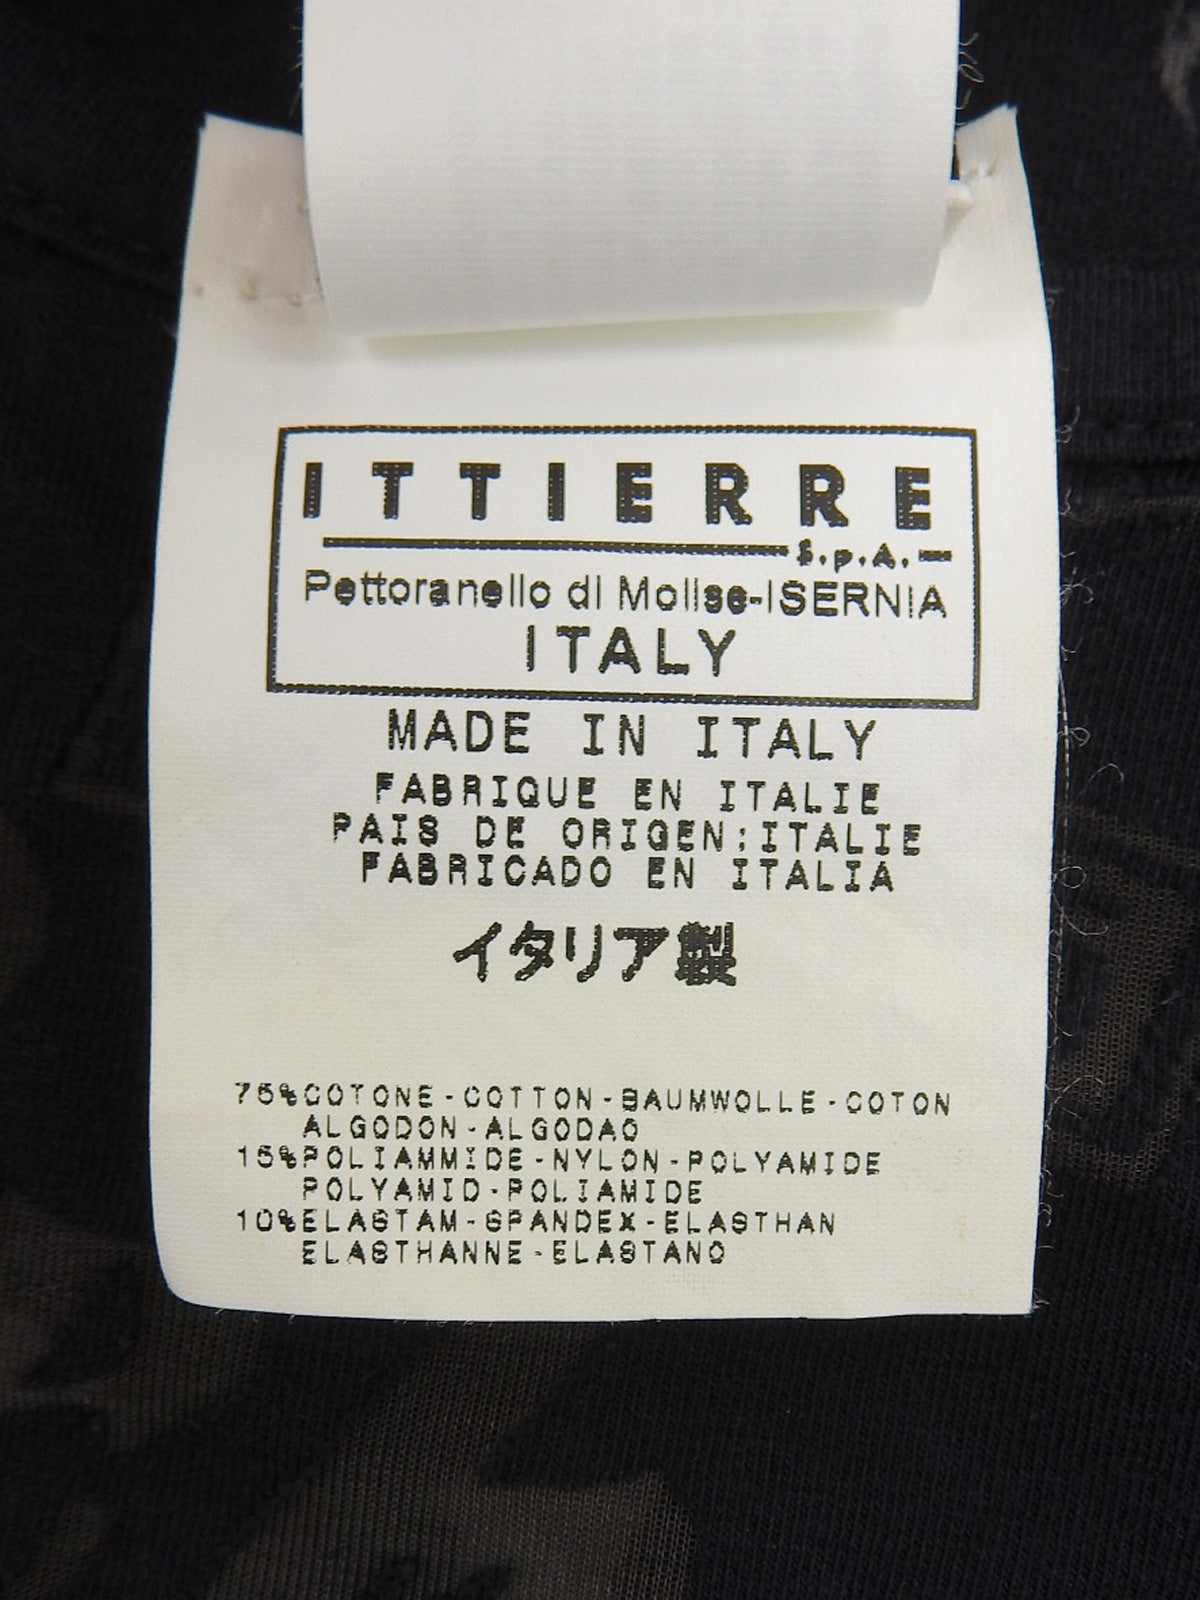 ITTIERRE
S.p.A.
Pettoranello di Molise-ISERNIA
ITALY
MADE IN ITALY
FABRIQUE EN ITALIE
PAIS DE ORIGEN:ITALIE
FABRICADO EN ITALIA
イタリア製
75%COTONE-COTTON-BAUMWOLLE-COTON
ALGODON-ALGODAO
15%POLIAMMIDE-NYLON-POLYAMIDE
POLYAMID-POLIAMIDE
10%ELASTAM-SPANDEX-ELASTHAN
ELASTHANNE-ELASTANO